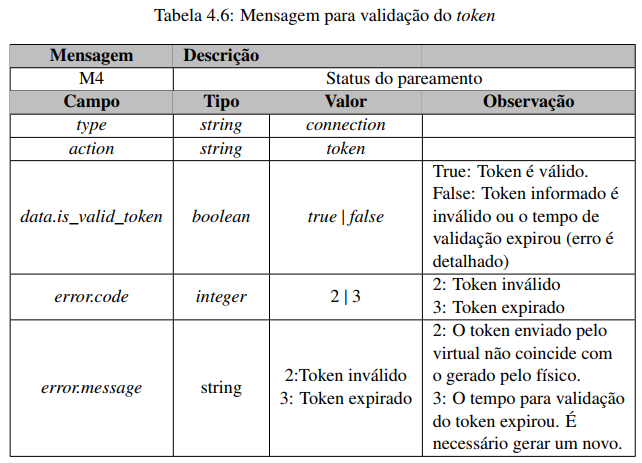 Tabela 4.6: Mensagem para validação do token
Mensagem Descrição
M4 Status do pareamento
Campo Tipo Valor Observação
type string connection
action string token
data.is_valid_token boolean true | false
True: Token é válido.
False: Token informado é
inválido ou o tempo de
validação expirou (erro é
detalhado)
error.code integer 2 | 3
2: Token inválido
3: Token expirado
error.message string
2:Token inválido
3: Token expirado
2: O token enviado pelo
virtual não coincide com
o gerado pelo físico.
3: O tempo para validação
do token expirou. É
necessário gerar um novo.